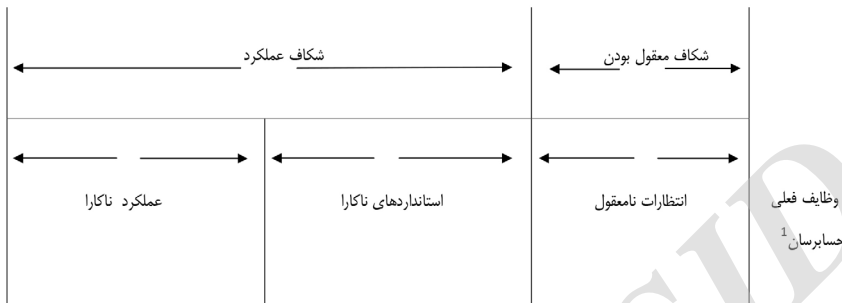 شکاف معقول بودن
شکاف عملکرد
وظایف فعلی
حسابرسان1
انتظارات نامعقول
استانداردهای ناکارا
عملکرد ناکارا